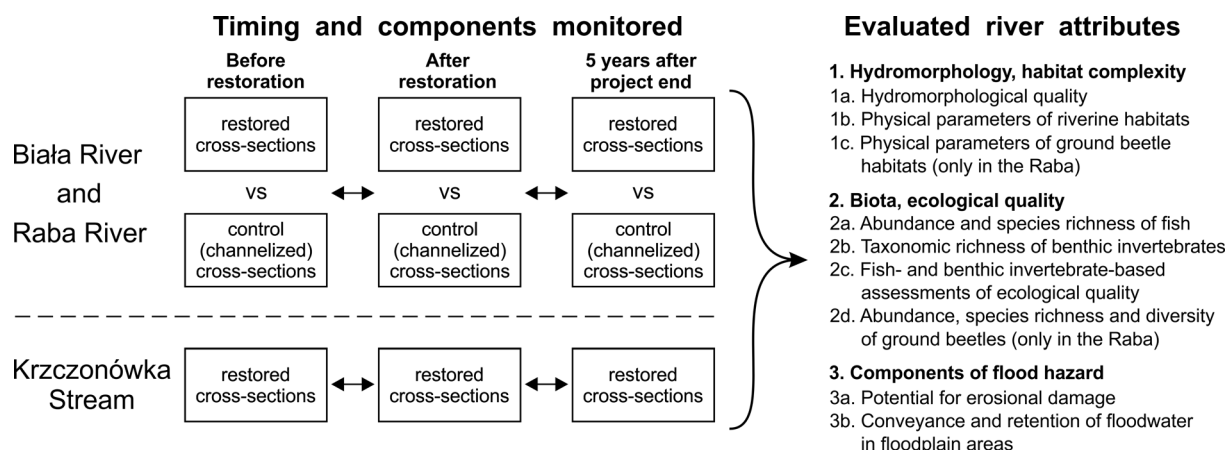 Timing and components monitored
Before
restoration
After
restoration
5 years after
project end
Biała River
and
Raba River
restored
cross-sections
restored
cross-sections
restored
cross-sections
vs
vs
vs
control
(channelized)
cross-sections
control
(channelized)
cross-sections
control
(channelized)
cross-sections
Krzczonówka
Stream
restored
cross-sections
restored
cross-sections
restored
cross-sections
Evaluated river attributes
1. Hydromorphology, habitat complexity
1a. Hydromorphological quality
1b. Physical parameters of riverine habitats
1c. Physical parameters of ground beetle
habitats (only in the Raba)
2. Biota, ecological quality
2a. Abundance and species richness of fish
2b. Taxonomic richness of benthic invertebrates
2c. Fish- and benthic invertebrate-based
assessments of ecological quality
2d. Abundance, species richness and diversity
of ground beetles (only in the Raba)
3. Components of flood hazard
3a. Potential for erosional damage
3b. Conveyance and retention of floodwater
in floodplain areas